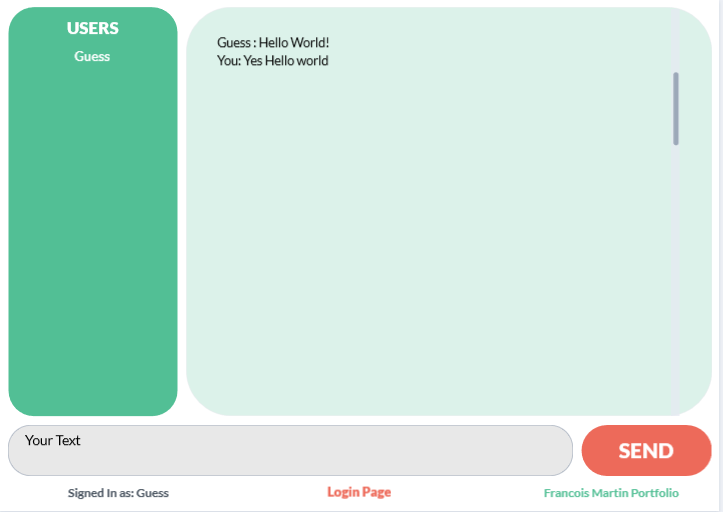 USERS
Guess
Guess : Hello World!
You: Yes Hello world
Your Text
SEND
Signed In as: Guess
Login Page
Francois Martin Portfolio